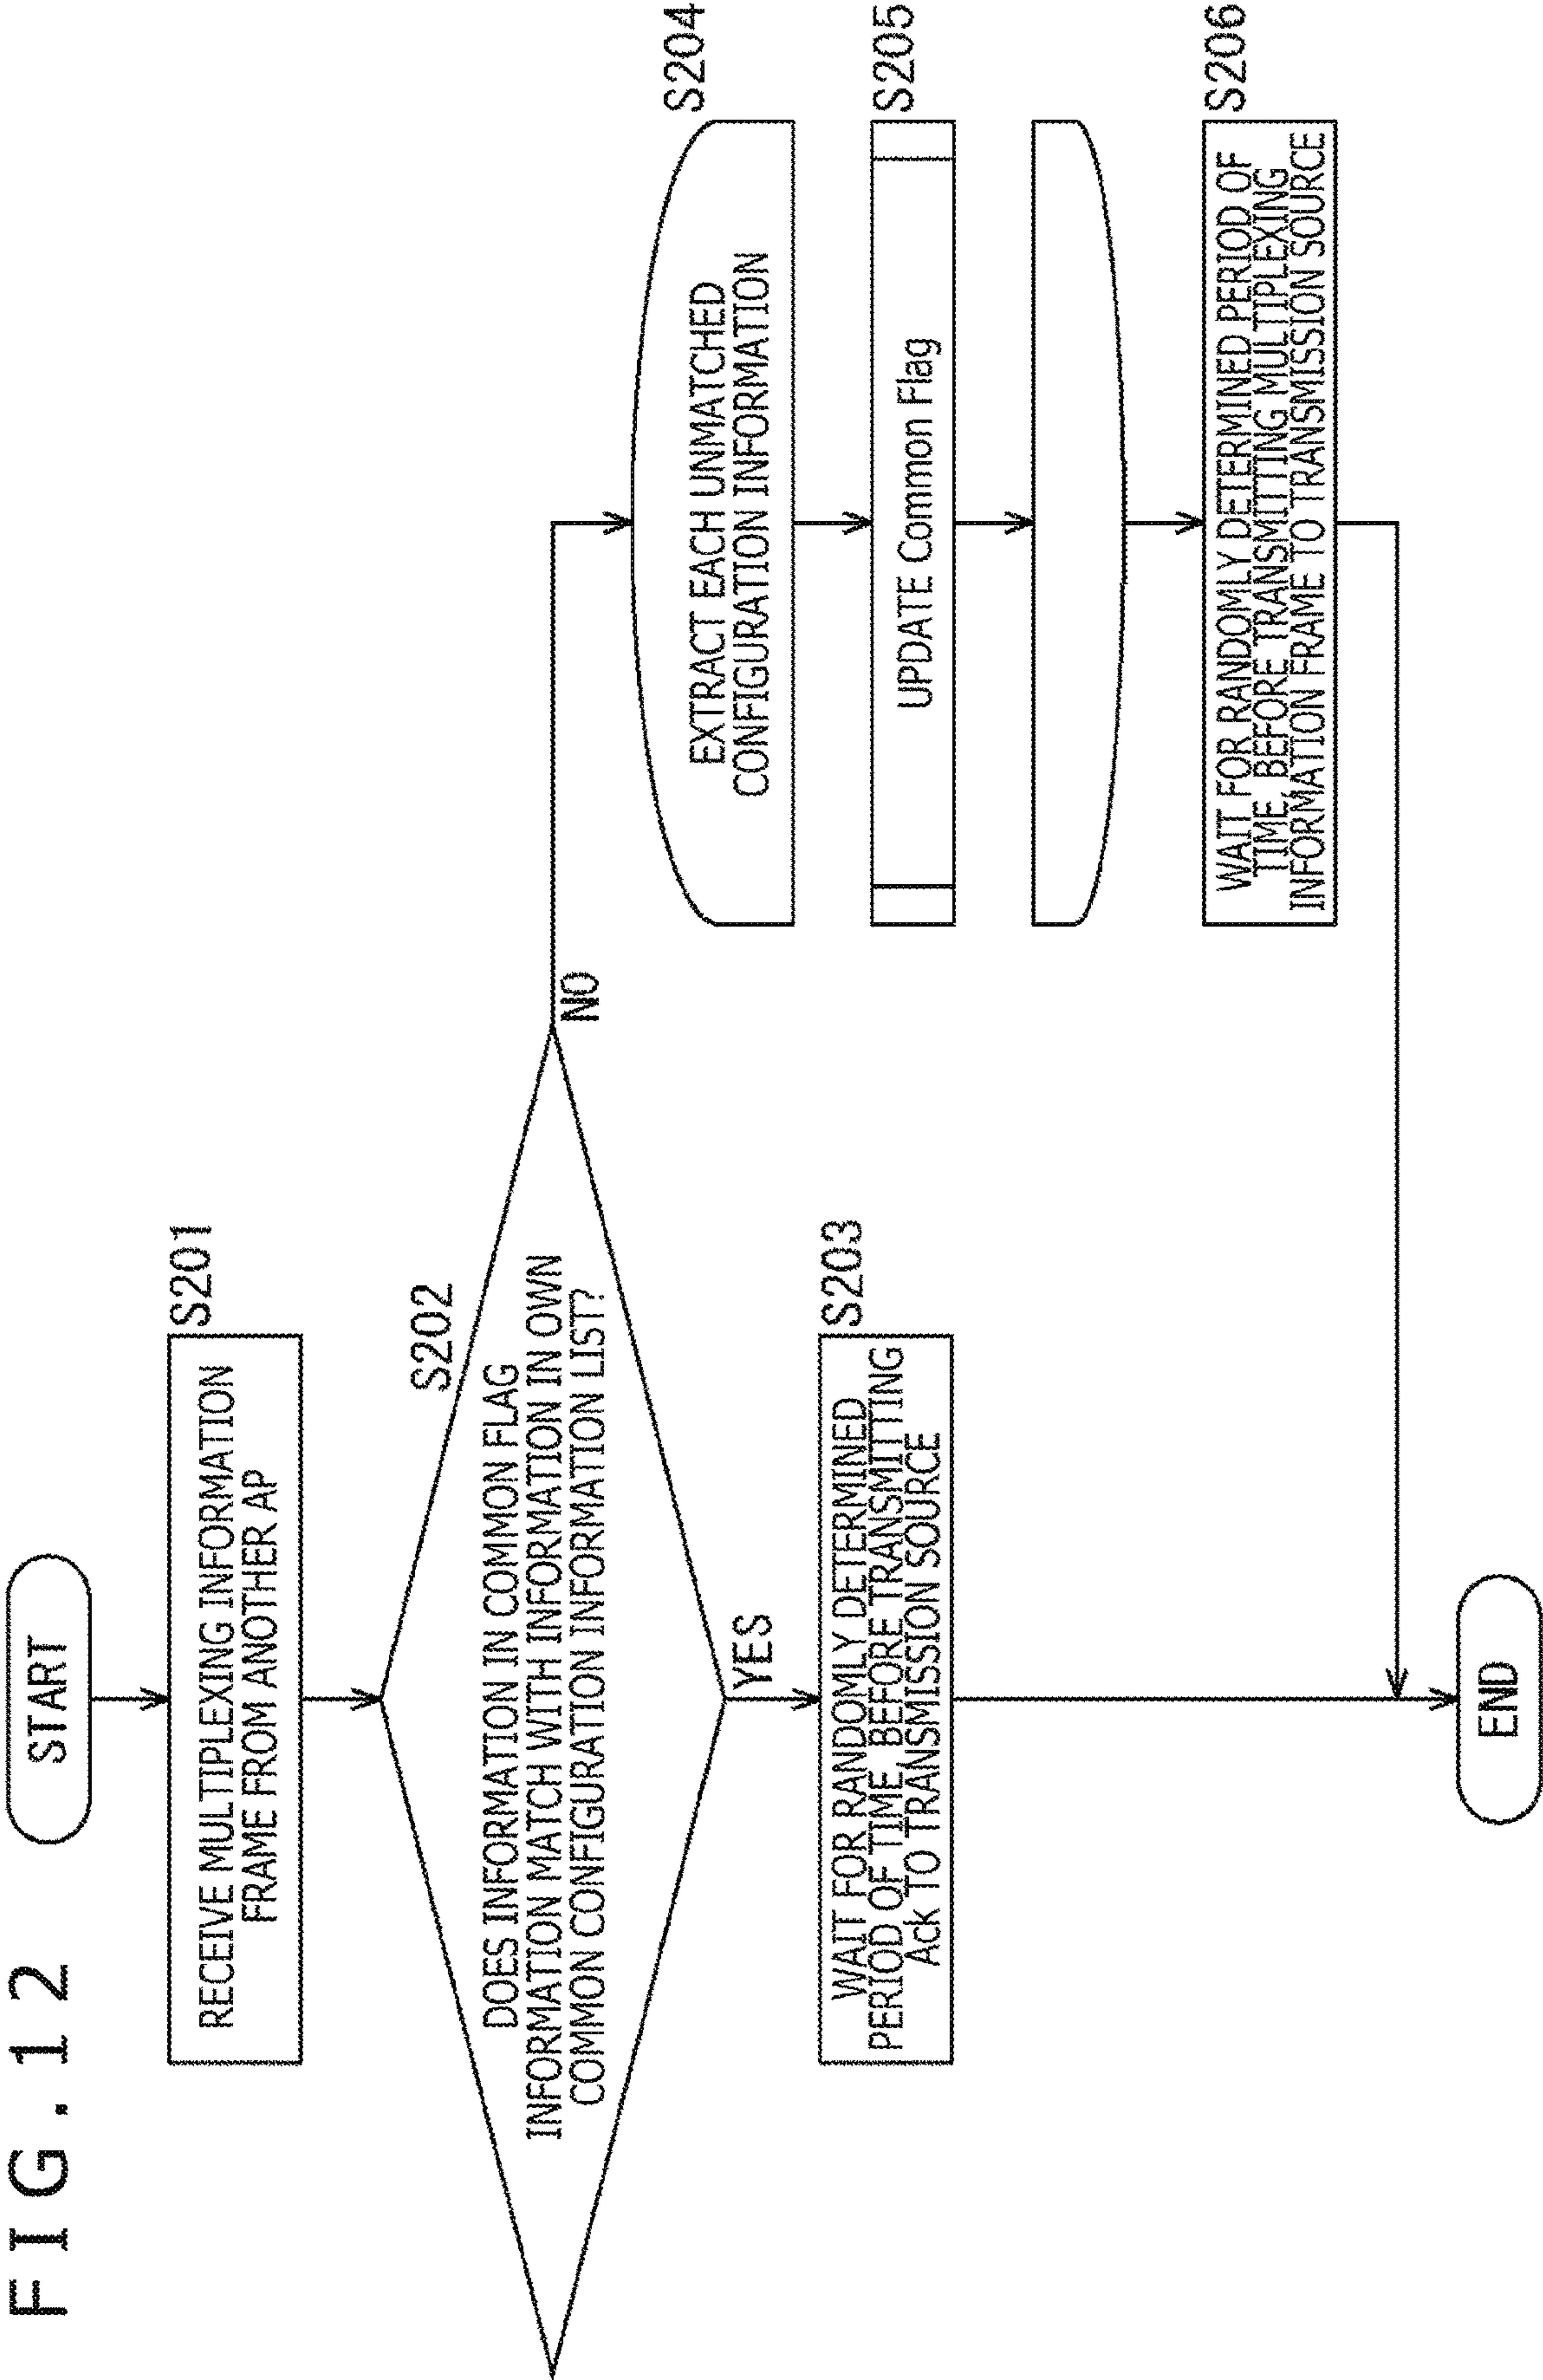 FIG.12
START
RECEIVE MULTIPLEXING INFORMATION
FRAME FROM ANOTHER AP
S201
S202
DOES INFORMATION IN COMMON FLAG
INFORMATION MATCH WITH INFORMATION IN OWN
COMMON CONFIGURATION INFORMATION LIST?
NO
YES
WAIT FOR RANDOMLY DETERMINED
PERIOD OF TIME, BEFORE TRANSMITTING
Ack TO TRANSMISSION SOURCE
S203
EXTRACT EACH UNMATCHED
CONFIGURATION INFORMATION
S204
UPDATE Common Flag
S205
WAIT FOR RANDOMLY DETERMINED PERIOD OF
TIME, BEFORE TRANSMITTING MULTIPLEXING
INFORMATION FRAME TO TRANSMISSION SOURCE
S206
END